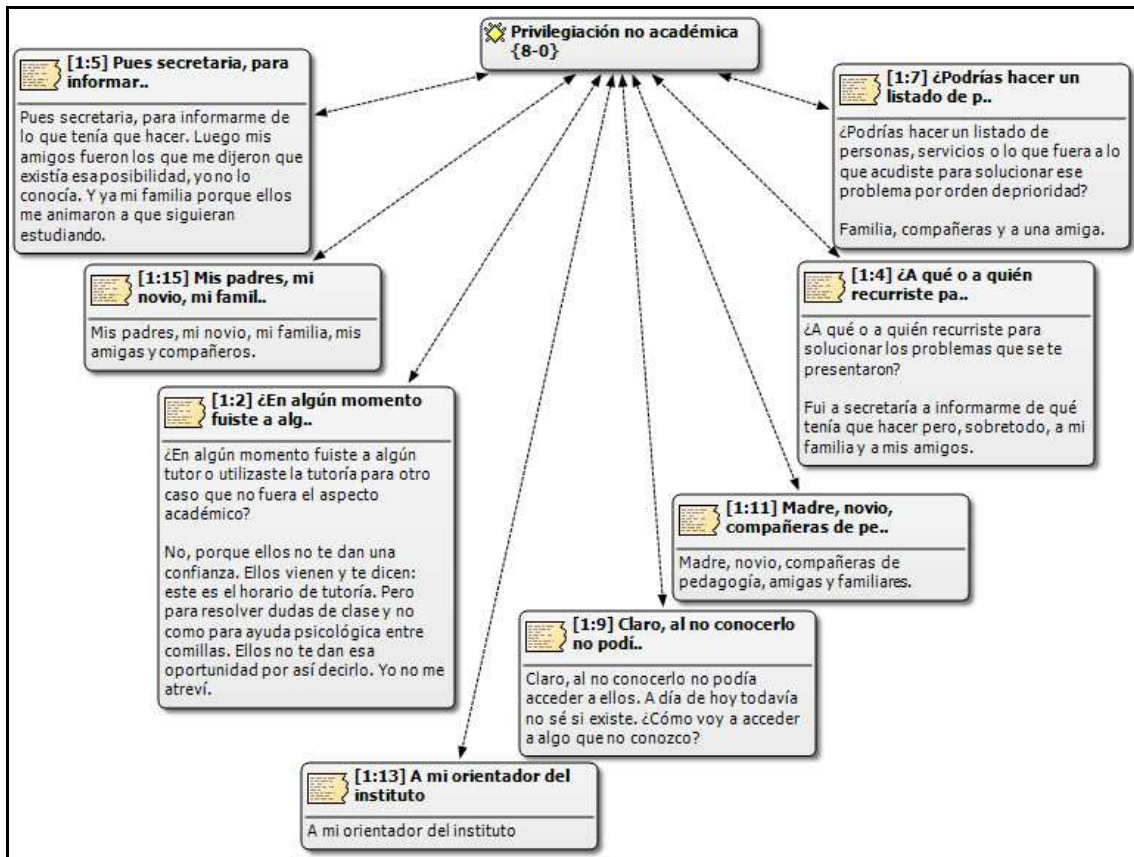 Privilegiación no académica
{8-0}
[1:5] Pues secretaria, para
informar..
Pues secretaria, para informarme de
lo que tenía que hacer. Luego mis
amigos fueron los que me dijeron que
existía esa posibilidad, yo no lo
conocía. Y ya mi familia porque ellos
me animaron a que siguieran
estudiando.
[1:7] ¿Podrías hacer un
listado de p..
¿Podrías hacer un listado de
personas, servicios o lo que fuera a lo
que acudiste para solucionar ese
problema por orden de prioridad?
Familia, compañeras y a una amiga.
[1:15] Mis padres, mi
novio, mi famil..
Mis padres, mi novio, mi familia, mis
amigas y compañeros.
[1:4] ¿A qué o a quién
recurriste pa..
¿A qué o a quién recurriste para
solucionar los problemas que se te
presentaron?
Fui a secretaría a informarme de qué
tenía que hacer pero, sobretodo, a mi
familia y a mis amigos.
[1:2] ¿En algún momento
fuiste a alg..
¿En algún momento fuiste a algún
tutor o utilizaste la tutoría para otro
caso que no fuera el aspecto
académico?
No, porque ellos no te dan una
confianza. Ellos vienen y te dicen:
este es el horario de tutoría. Pero
para resolver dudas de clase y no
como para ayuda psicológica entre
comillas. Ellos no te dan esa
oportunidad por así decirlo. Yo no me
atreví.
[1:11] Madre, novio,
compañeras de pe..
Madre, novio, compañeras de
pedagogía, amigas y familiares.
[1:9] Claro, al no conocerlo
no podí..
Claro, al no conocerlo no podía
acceder a ellos. A día de hoy todavía
no sé si existe. ¿Cómo voy a acceder
a algo que no conozco?
[1:13] A mi orientador del
instituto
A mi orientador del instituto